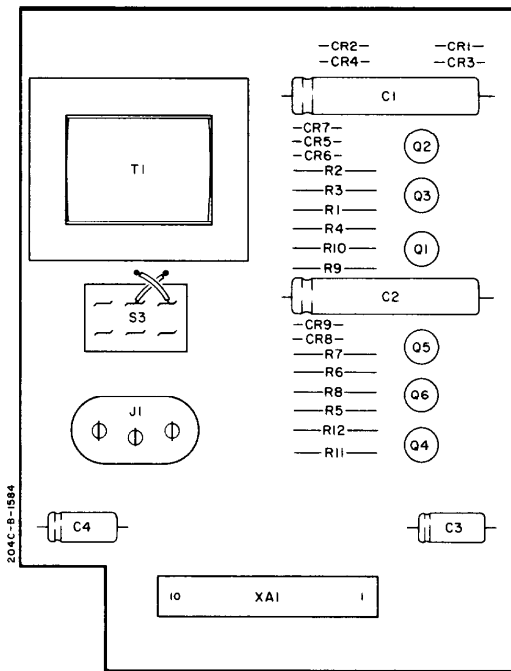 -CR2-
-CR4-
-CR1-
-CR3-
C1
T1
-CR7-
-CR5-
-CR6-
R2
R3
R1
R4
R10
R9
Q2
Q3
Q1
S3
C2
-CR9-
-CR8-
R7
R6
R8
R5
R12
R11
Q5
Q6
Q4
J1
204C-B-1584
C4
C3
10 XA1 1